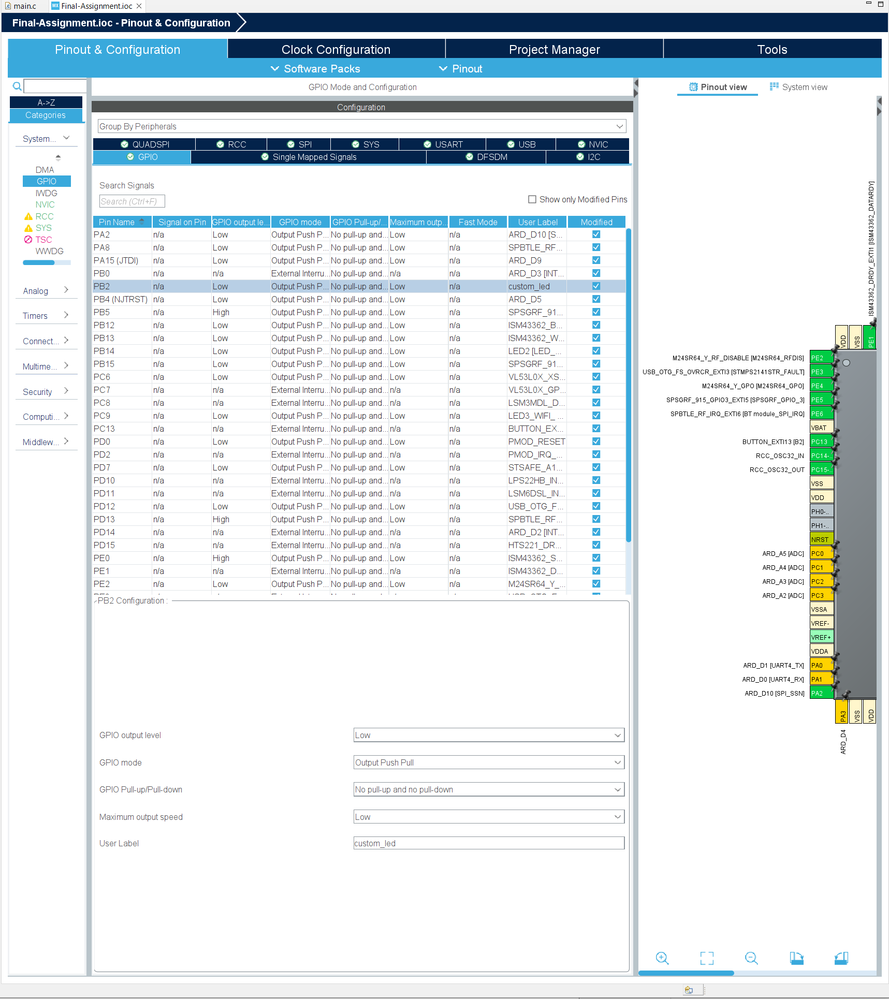 main.c
MX Final-Assignment.ioc
Final-Assignment.ioc - Pinout & Configuration
Pinout & Configuration
Clock Configuration
Project Manager
Tools
Software Packs
Pinout
A->Z
Categories
System...
DMA
GPIO
IWDG
NVIC
RCC
SYS
TSC
WWDG
Analog
Timers
Connect...
Multime...
Security
Computi...
Middlew...
GPIO Mode and Configuration
Configuration
Group By Peripherals
QUADSPI RCC SPI SYS USART USB NVIC
GPIO Single Mapped Signals DFSDM I2C
Search Signals
Search (Ctrl+F)
Show only Modified Pins
Pin Name Signal on Pin GPIO output le... GPIO mode GPIO Pull-up/... Maximum outp... Fast Mode User Label Modified
PA2 n/a Low Output Push P... No pull-up and... Low n/a ARD_D10 [S...
PA8 n/a Low Output Push P... No pull-up and... Low n/a SPBTLE_RF...
PA15 (JTDI) n/a Low Output Push P... No pull-up and... Low n/a ARD_D9
PB0 n/a n/a External Interru... No pull-up and... n/a n/a ARD_D3 [INT...
PB2 n/a Low Output Push P... No pull-up and... Low n/a custom_led
PB4 (NJTRST) n/a Low Output Push P... No pull-up and... Low n/a ARD_D5
PB5 n/a High Output Push P... No pull-up and... Low n/a SPSGRF_91...
PB12 n/a Low Output Push P... No pull-up and... Low n/a ISM43362_B...
PB13 n/a Low Output Push P... No pull-up and... Low n/a ISM43362_W...
PB14 n/a Low Output Push P... No pull-up and... Low n/a LED2 [LED_...
PB15 n/a Low Output Push P... No pull-up and... Low n/a SPSGRF_91...
PC6 n/a Low Output Push P... No pull-up and... Low n/a VL53L0X_XS...
PC7 n/a n/a External Interru... No pull-up and... n/a n/a VL53L0X_GP...
PC8 n/a n/a External Interru... No pull-up and... n/a n/a LSM3MDL_D...
PC9 n/a Low Output Push P... No pull-up and... Low n/a LED3_WIFI_ ...
PC13 n/a n/a External Interru... No pull-up and... n/a n/a BUTTON_EX...
PD0 n/a Low Output Push P... No pull-up and... Low n/a PMOD_RESET
PD2 n/a n/a External Interru... No pull-up and... n/a n/a PMOD_IRQ_...
PD7 n/a Low Output Push P... No pull-up and... Low n/a STSAFE_A1...
PD10 n/a n/a External Interru... No pull-up and... n/a n/a LPS22HB_IN...
PD11 n/a n/a External Interru... No pull-up and... n/a n/a LSM6DSL_IN...
PD12 n/a Low Output Push P... No pull-up and... Low n/a USB_OTG_F...
PD13 n/a High Output Push P... No pull-up and... Low n/a SPBTLE_RF...
PD14 n/a n/a External Interru... No pull-up and... n/a n/a ARD_D2 [INT...
PD15 n/a n/a External Interru... No pull-up and... n/a n/a HTS221_DR...
PE0 n/a High Output Push P... No pull-up and... Low n/a ISM43362_S...
PE1 n/a n/a External Interru... No pull-up and... n/a n/a ISM43362_D...
PE2 n/a Low Output Push P... No pull-up and... Low n/a M24SR64_Y_...
PB2 Configuration :
GPIO output level Low
GPIO mode Output Push Pull
GPIO Pull-up/Pull-down No pull-up and no pull-down
Maximum output speed Low
User Label custom_led
Pinout view
System view
ISM43362_DRDY_EXTI1 [ISM43362_DATARDY]
VDD
VSS
PE1
M24SR64_Y_RF_DISABLE [M24SR64_RFDIS] PE2
USB_OTG_FS_OVRCR_EXTI3 [STMPS2141STR_FAULT] PE3
M24SR64_Y_GPO [M24SR64_GPO] PE4
SPSGRF_915_GPIO3_EXTI5 [SPSGRF_GPIO_3] PE5
SPBTLE_RF_IRQ_EXTI6 [BT module_SPI_IRQ] PE6
VBAT
BUTTON_EXTI13 [B2] PC13
RCC_OSC32_IN PC14-..
RCC_OSC32_OUT PC15-..
VSS
VDD
PH0-..
PH1-..
NRST
ARD_A5 [ADC] PC0
ARD_A4 [ADC] PC1
ARD_A3 [ADC] PC2
ARD_A2 [ADC] PC3
VSSA
VREF-
VREF+
VDDA
ARD_D1 [UART4_TX] PA0
ARD_D0 [UART4_RX] PA1
ARD_D10 [SPI_SSN] PA2
PA3
VSS
VDD
ARD_D4